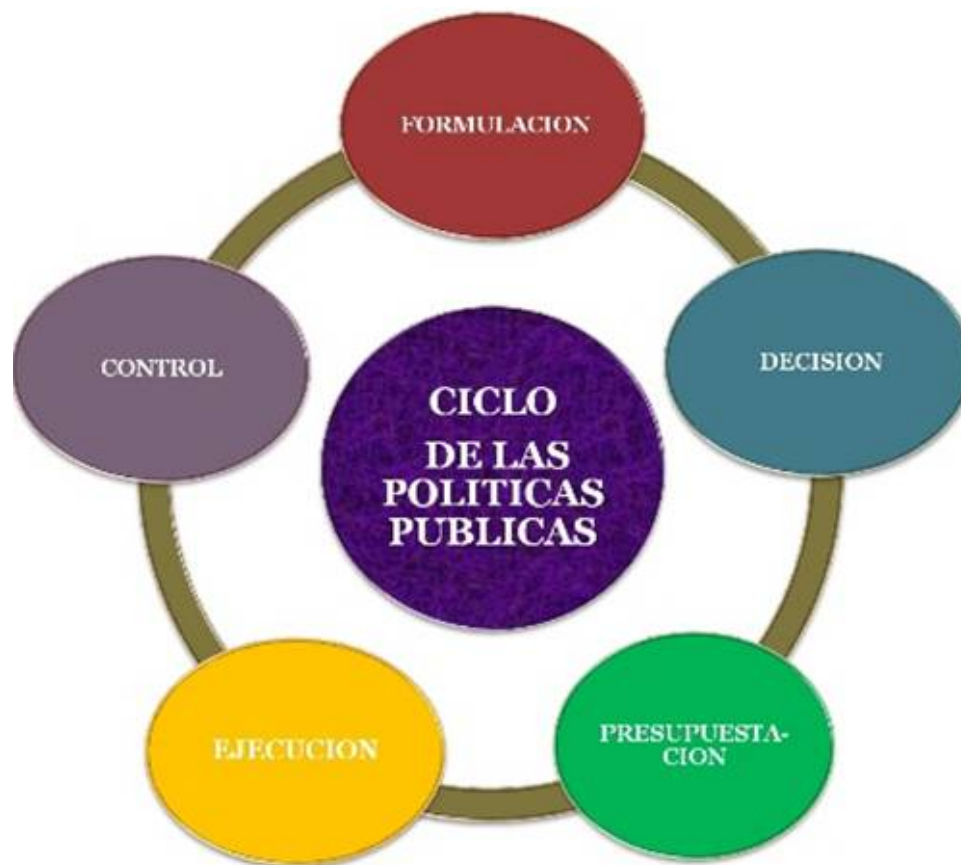 FORMULACION
DECISION
CONTROL
CICLO
DE LAS
POLITICAS
PUBLICAS
PRESUPUESTA-
CION
EJECUCION